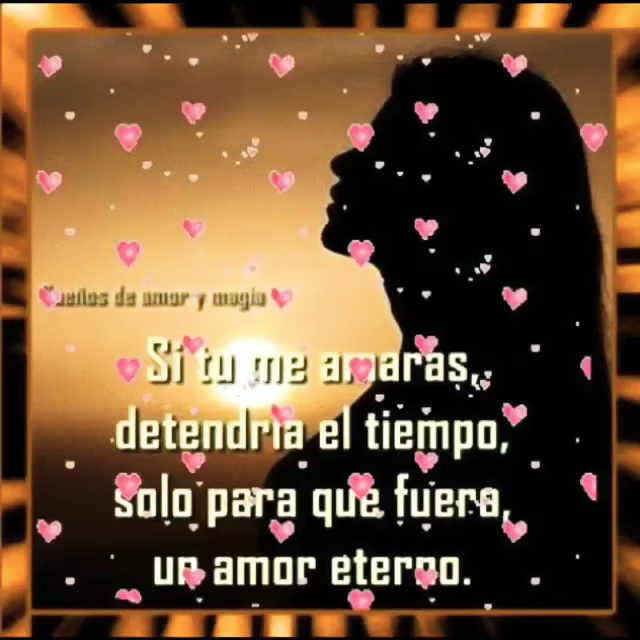 Sueños de amor y magia
Si tu me amaras,
detendria el tiempo,
solo para que fuera,
un amor eterno.